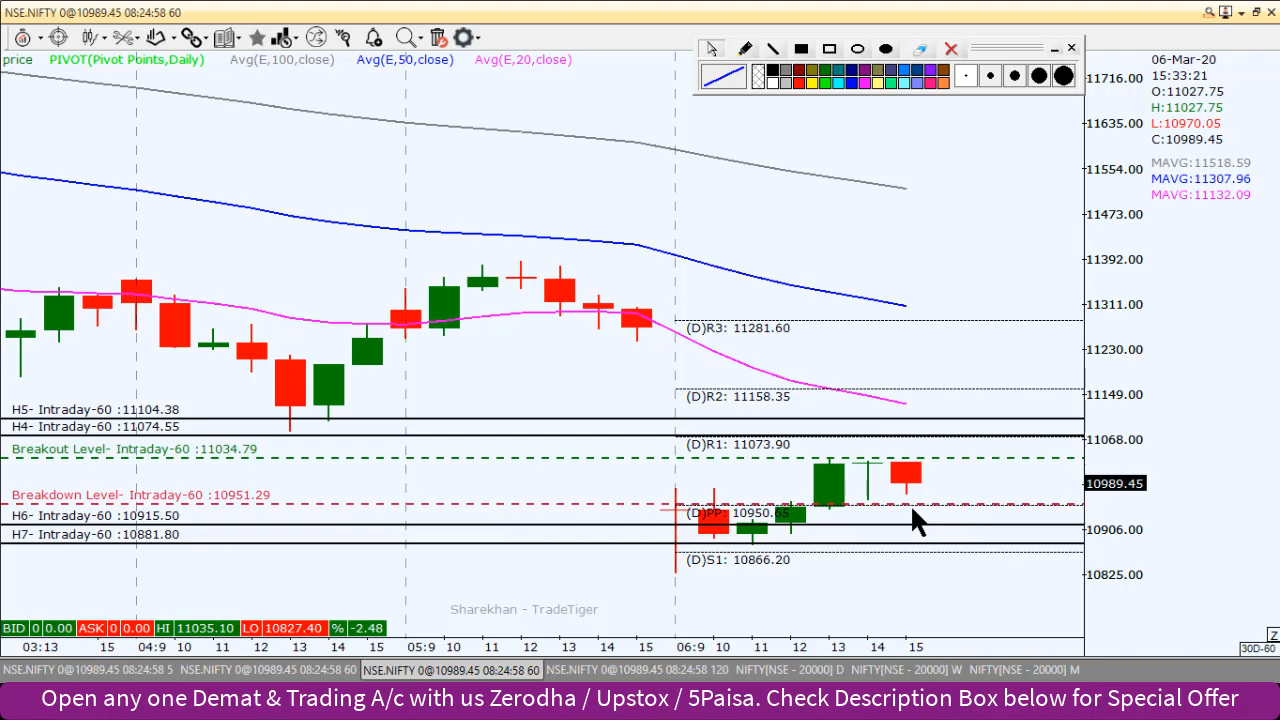 NSE.NIFTY 0@10989.45 08:24:58 60
price PIVOT(Pivot Points,Daily) Avg(E,100,close) Avg(E,50,close) Avg(E,20,close)
06-Mar-20
15:33:21
O:11027.75
H:11027.75
L:10970.05
C:10989.45
MAVG:11518.59
MAVG:11307.96
MAVG:11132.09
11716.00
11635.00
11554.00
11473.00
11392.00
11311.00
11230.00
11149.00
11068.00
10989.45
10906.00
10825.00
(D)R3: 11281.60
(D)R2: 11158.35
H5- Intraday-60 :11104.38
H4- Intraday-60 :11074.55
(D)R1: 11073.90
Breakout Level- Intraday-60 :11034.79
Breakdown Level- Intraday-60 :10951.29
(D)PP: 10950.65
H6- Intraday-60 :10915.50
H7- Intraday-60 :10881.80
(D)S1: 10866.20
Sharekhan - TradeTiger
BID 0 0.00 ASK 0 0.00 HI 11035.10 LO 10827.40 % -2.48
Z
03:13 15 04:9 10 11 12 13 14 15 05:9 10 11 12 13 14 15 06:9 10 11 12 13 14 15
30D-60
NSE.NIFTY 0@10989.45 08:24:58 5 NSE.NIFTY 0@10989.45 08:24:58 60 NSE.NIFTY 0@10989.45 08:24:58 60 NSE.NIFTY 0@10989.45 08:24:58 120 NIFTY[NSE - 20000] D NIFTY[NSE - 20000] W NIFTY[NSE - 20000] M
Open any one Demat & Trading A/c with us Zerodha / Upstox / 5Paisa. Check Description Box below for Special Offer